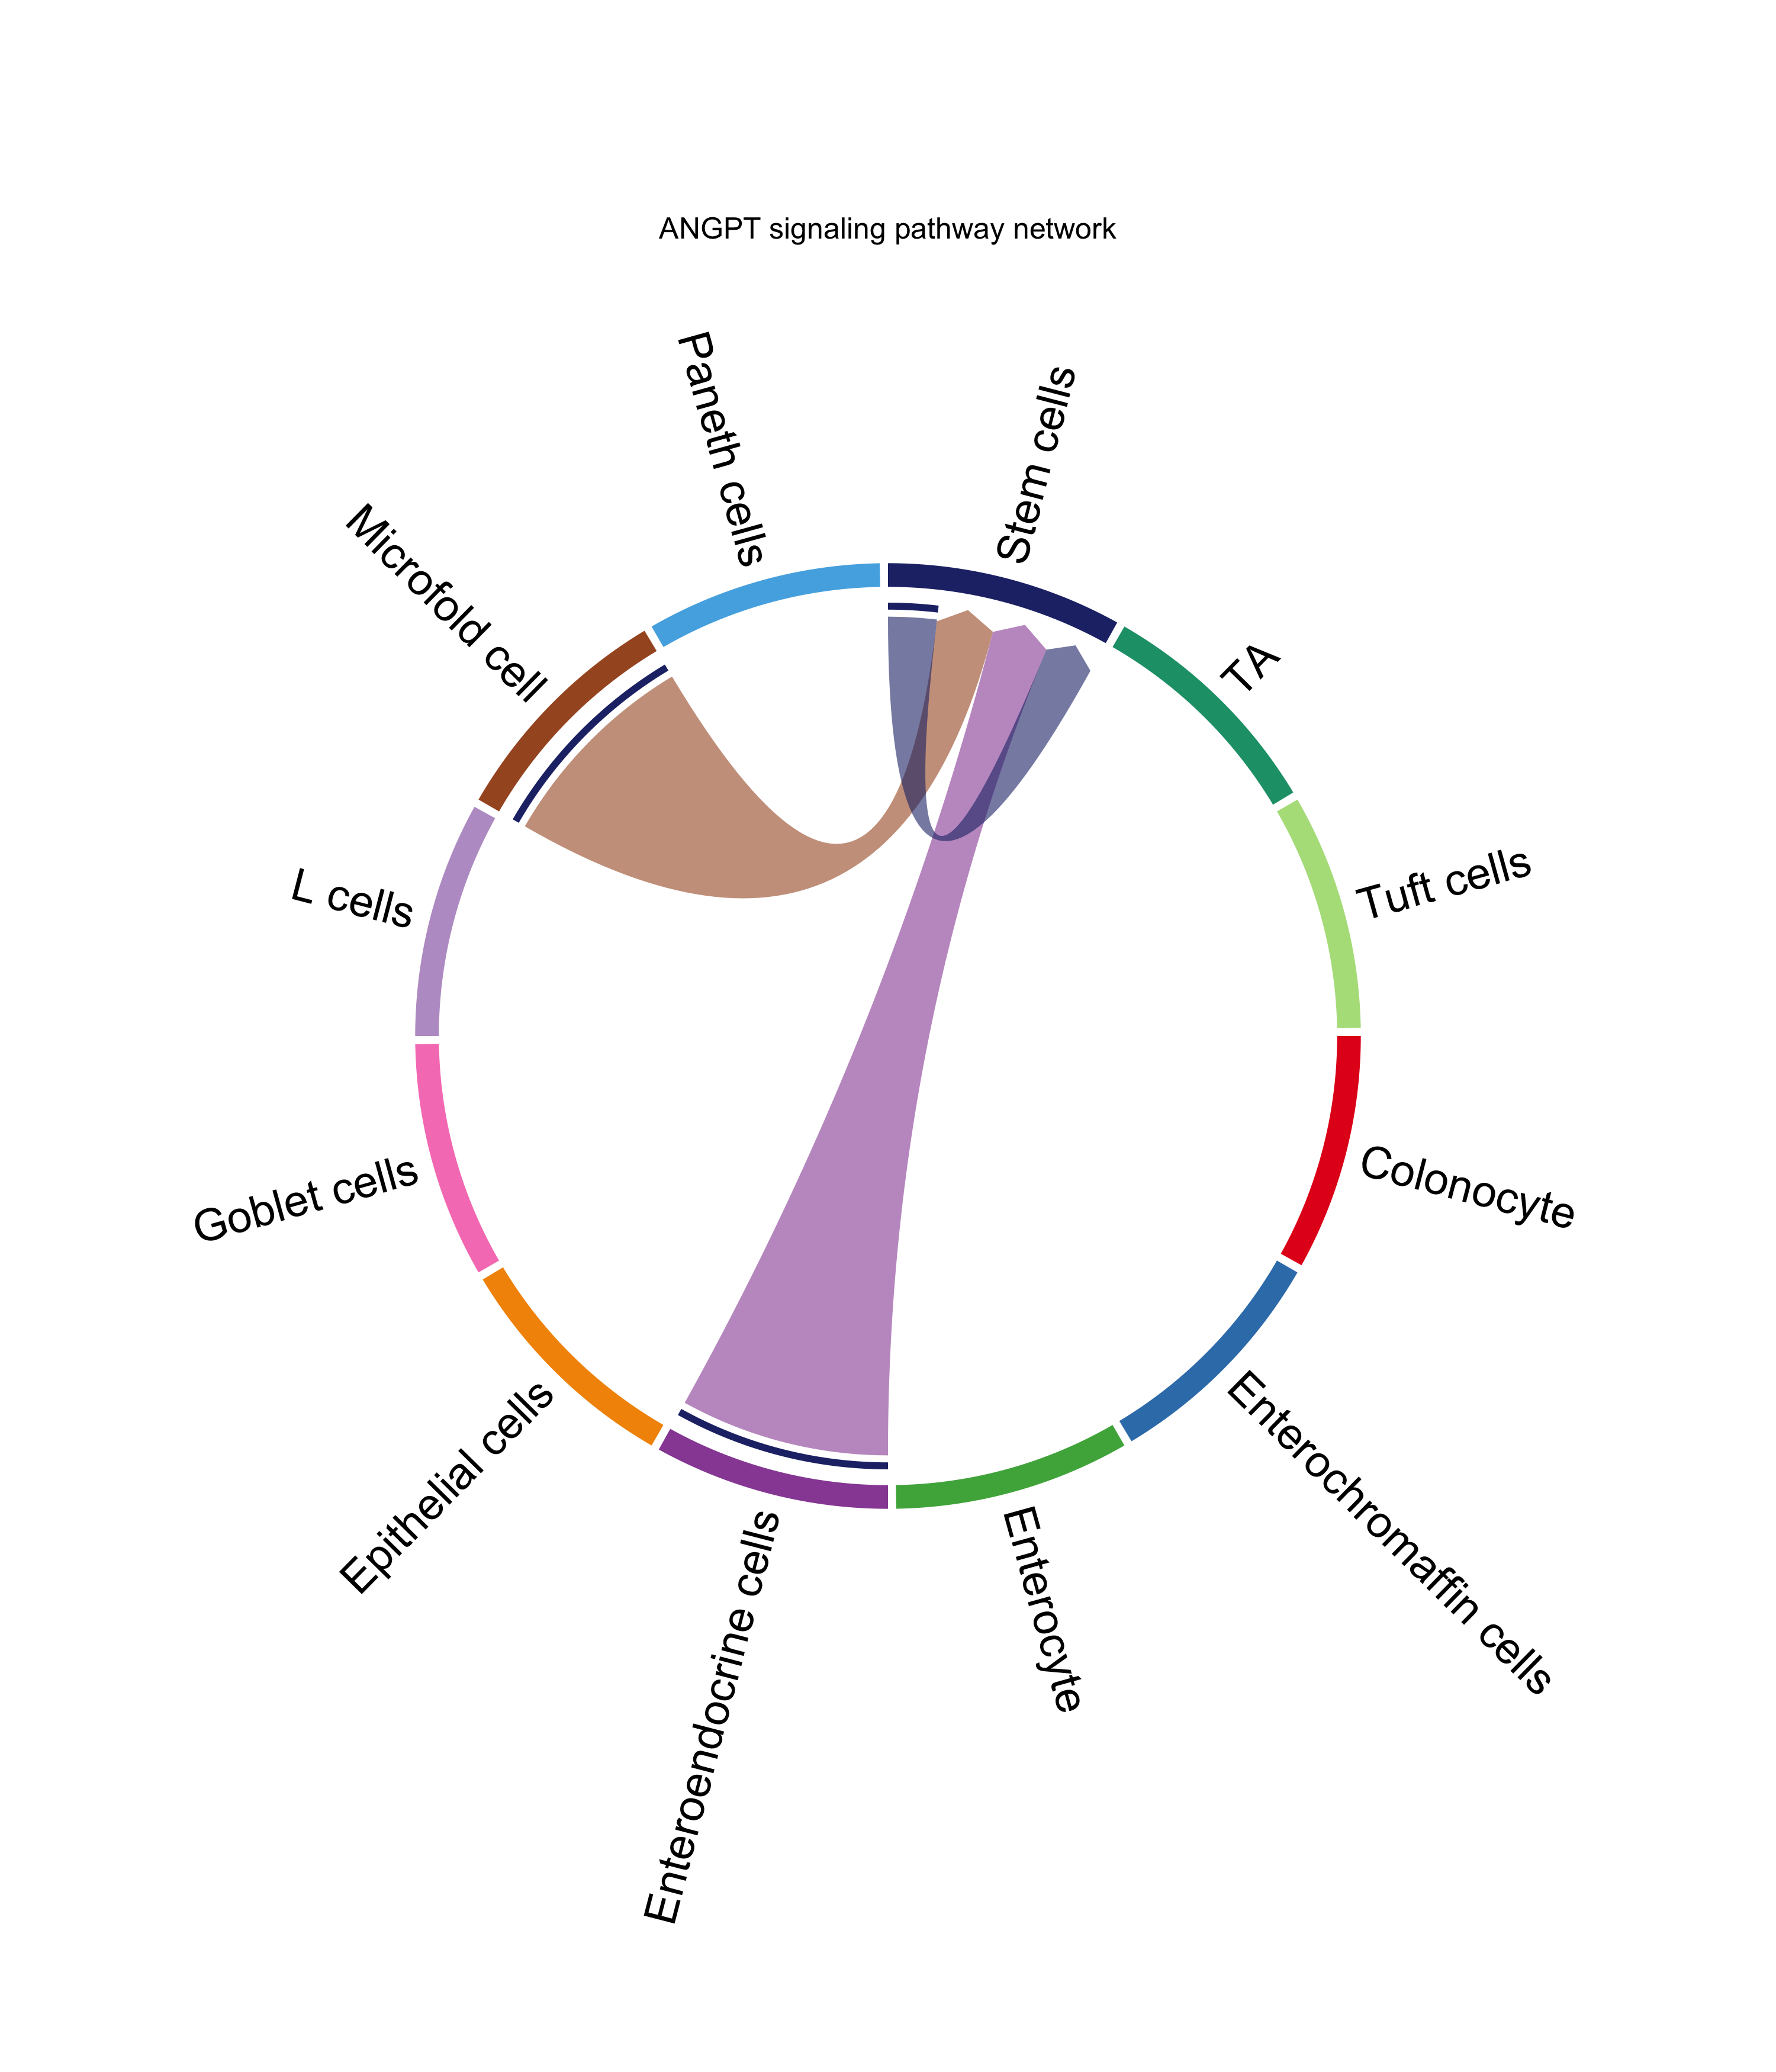 ANGPT signaling pathway network
Stem cells
TA
Tuft cells
Colonocyte
Enterochromaffin cells
Enterocyte
Enteroendocrine cells
Epithelial cells
Goblet cells
L cells
Microfold cell
Paneth cells